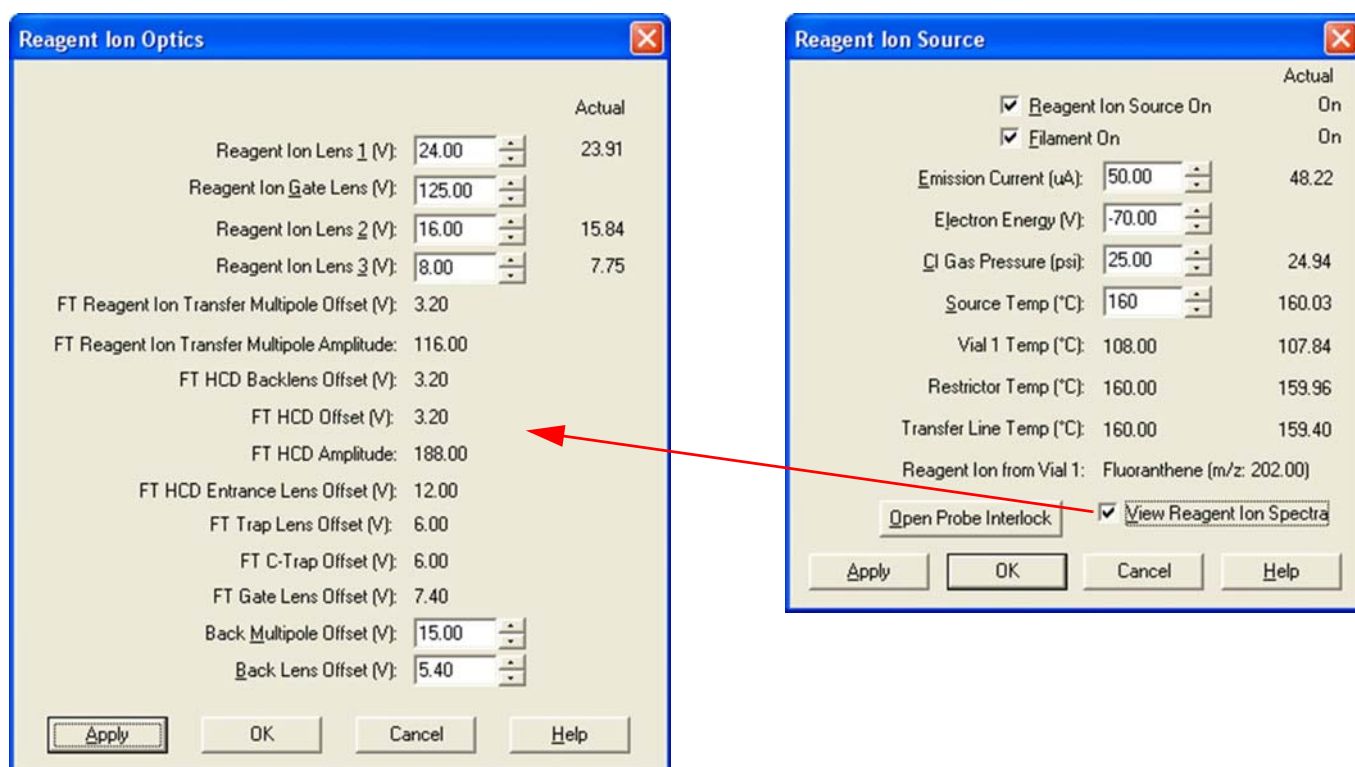 Reagent Ion Optics
Actual
Reagent Ion Lens 1 (V): 24.00 23.91
Reagent Ion Gate Lens (V): 125.00
Reagent Ion Lens 2 (V): 16.00 15.84
Reagent Ion Lens 3 (V): 8.00 7.75
FT Reagent Ion Transfer Multipole Offset (V): 3.20
FT Reagent Ion Transfer Multipole Amplitude: 116.00
FT HCD Backlens Offset (V): 3.20
FT HCD Offset (V): 3.20
FT HCD Amplitude: 188.00
FT HCD Entrance Lens Offset (V): 12.00
FT Trap Lens Offset (V): 6.00
FT C-Trap Offset (V): 6.00
FT Gate Lens Offset (V): 7.40
Back Multipole Offset (V): 15.00
Back Lens Offset (V): 5.40
Apply OK Cancel Help
Reagent Ion Source
Actual
Reagent Ion Source On On
Filament On On
Emission Current (uA): 50.00 48.22
Electron Energy (V): -70.00
CI Gas Pressure (psi): 25.00 24.94
Source Temp (°C): 160 160.03
Vial 1 Temp (°C): 108.00 107.84
Restrictor Temp (°C): 160.00 159.96
Transfer Line Temp (°C): 160.00 159.40
Reagent Ion from Vial 1: Fluoranthene (m/z: 202.00)
Open Probe Interlock View Reagent Ion Spectra
Apply OK Cancel Help